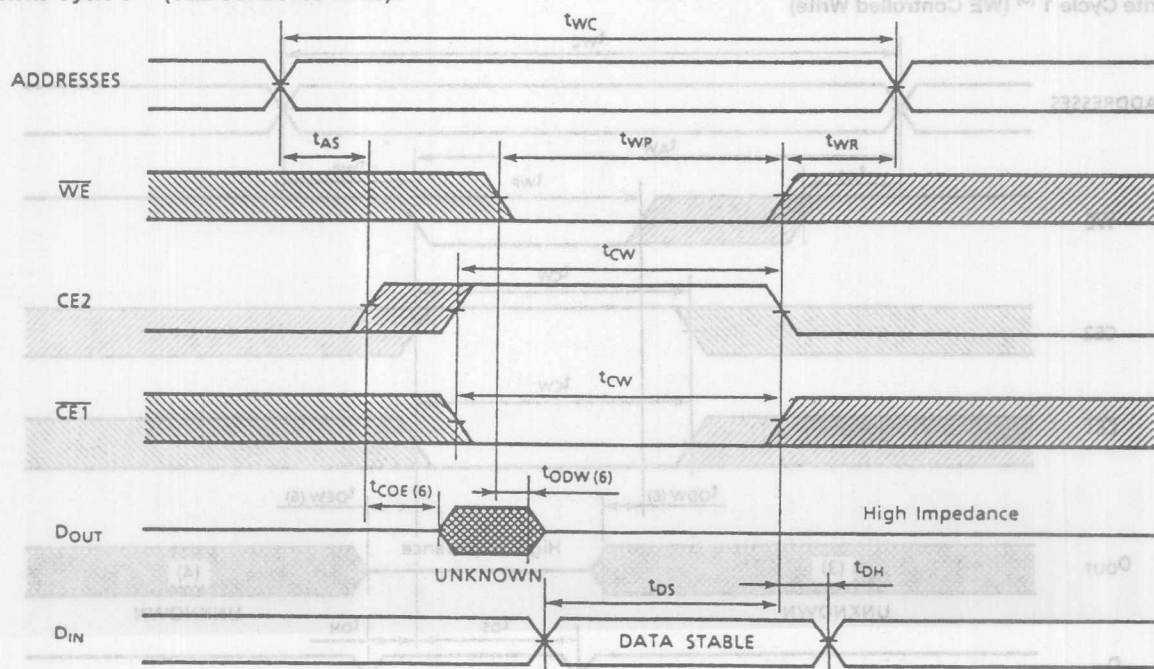 tWC
ADDRESSES
tAS
tWP
tWR
WE
tCW
CE2
tCW
CE1
tCOE (6)
tODW (6)
DOUT
High Impedance
UNKNOWN
tDS
tDH
DIN
DATA STABLE